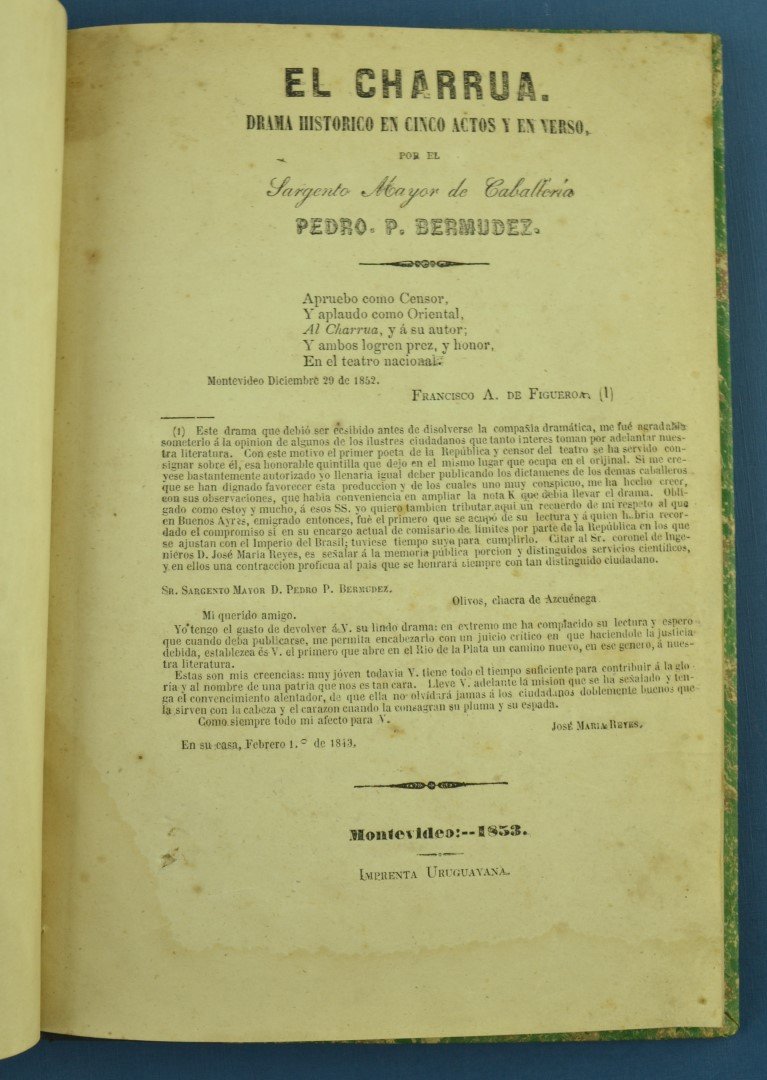 EL CHARRUA.
DRAMA HISTORICO EN CINCO ACTOS Y EN VERSO,
POR EL
Sargento Mayor de Caballeria
PEDRO. P. BERMUDEZ.
Apruebo como Censor,
Y aplaudo como Oriental,
Al Charrua, y á su autor;
Y ambos logren prez, y honor,
En el teatro nacional.
Montevideo Diciembre 29 de 1852.
FRANCISCO A. DE FIGUEROA. (1)
(1) Este drama que debió ser ecsibido antes de disolverse la compañia dramática, me fué agradable
someterlo á la opinion de algunos de los ilustres ciudadanos que tanto interes toman por adelantar nues-
tra literatura. Con este motivo el primer poeta de la República y censor del teatro se ha servido con-
signar sobre él, esa honorable quintilla que dejo en el mismo lugar que ocupa en el orijinal. Si me cre-
yese bastantemente autorizado yo llenaria igual deber publicando los dictamenes de los demas caballeros
que se han dignado favorecer esta produccion y de los cuales uno muy conspicuo, me ha hecho creer,
con sus observaciones, que habia conveniencia en ampliar la nota K que debia llevar el drama. Obli-
gado como estoy y mucho, á esos SS. yo quiero tambien tributar aqui un recuerdo de mi respeto al que
en Buenos Ayres, emigrado entonces, fué el primero que se acupó de su lectura y á quien habria recor-
dado el compromiso si en su encargo actual de comisario de limites por parte de la República en los que
se ajustan con el Imperio del Brasil; tuviese tiempo suyo para cumplirlo. Citar al Sr. coronel de Inge-
nieros D. José Maria Reyes, es señalar á la memoria pública porcion y distinguidos servicios cientificos,
y en ellos una contraccion proficua al pais que se honrará siempre con tan distinguido ciudadano.
SR. SARGENTO MAYOR D. PEDRO P. BERMUDEZ.
Olivos, chacra de Azcuénega
Mi querido amigo.
Yo tengo el gusto de devolver á V. su lindo drama: en extremo me ha complacido su lectura y espero
que cuando deba publicarse, me permita encabezarlo con un juicio critico en que haciendole la justicia
debida, establezca és V. el primero que abre en el Rio de la Plata un camino nuevo, en ese genero, á nues-
tra literatura.
Estas son mis creencias: muy jóven todavia V. tiene todo el tiempo suficiente para contribuir á la glo-
ria y al nombre de una patria que nos es tan cara. Lleve V. adelante la mision que se ha señalado y ten-
ga el convencimiento alentador, de que ella no olvidará jamas á los ciudadanos doblemente buenos que
la sirven con la cabeza y el carazon cuando la consagran su pluma y su espada.
Como siempre todo mi afecto para V.
JOSÉ MARIA REYES.
En su casa, Febrero 1.º de 1843.
Montevideo:--1853.
IMPRENTA URUGUAYANA.